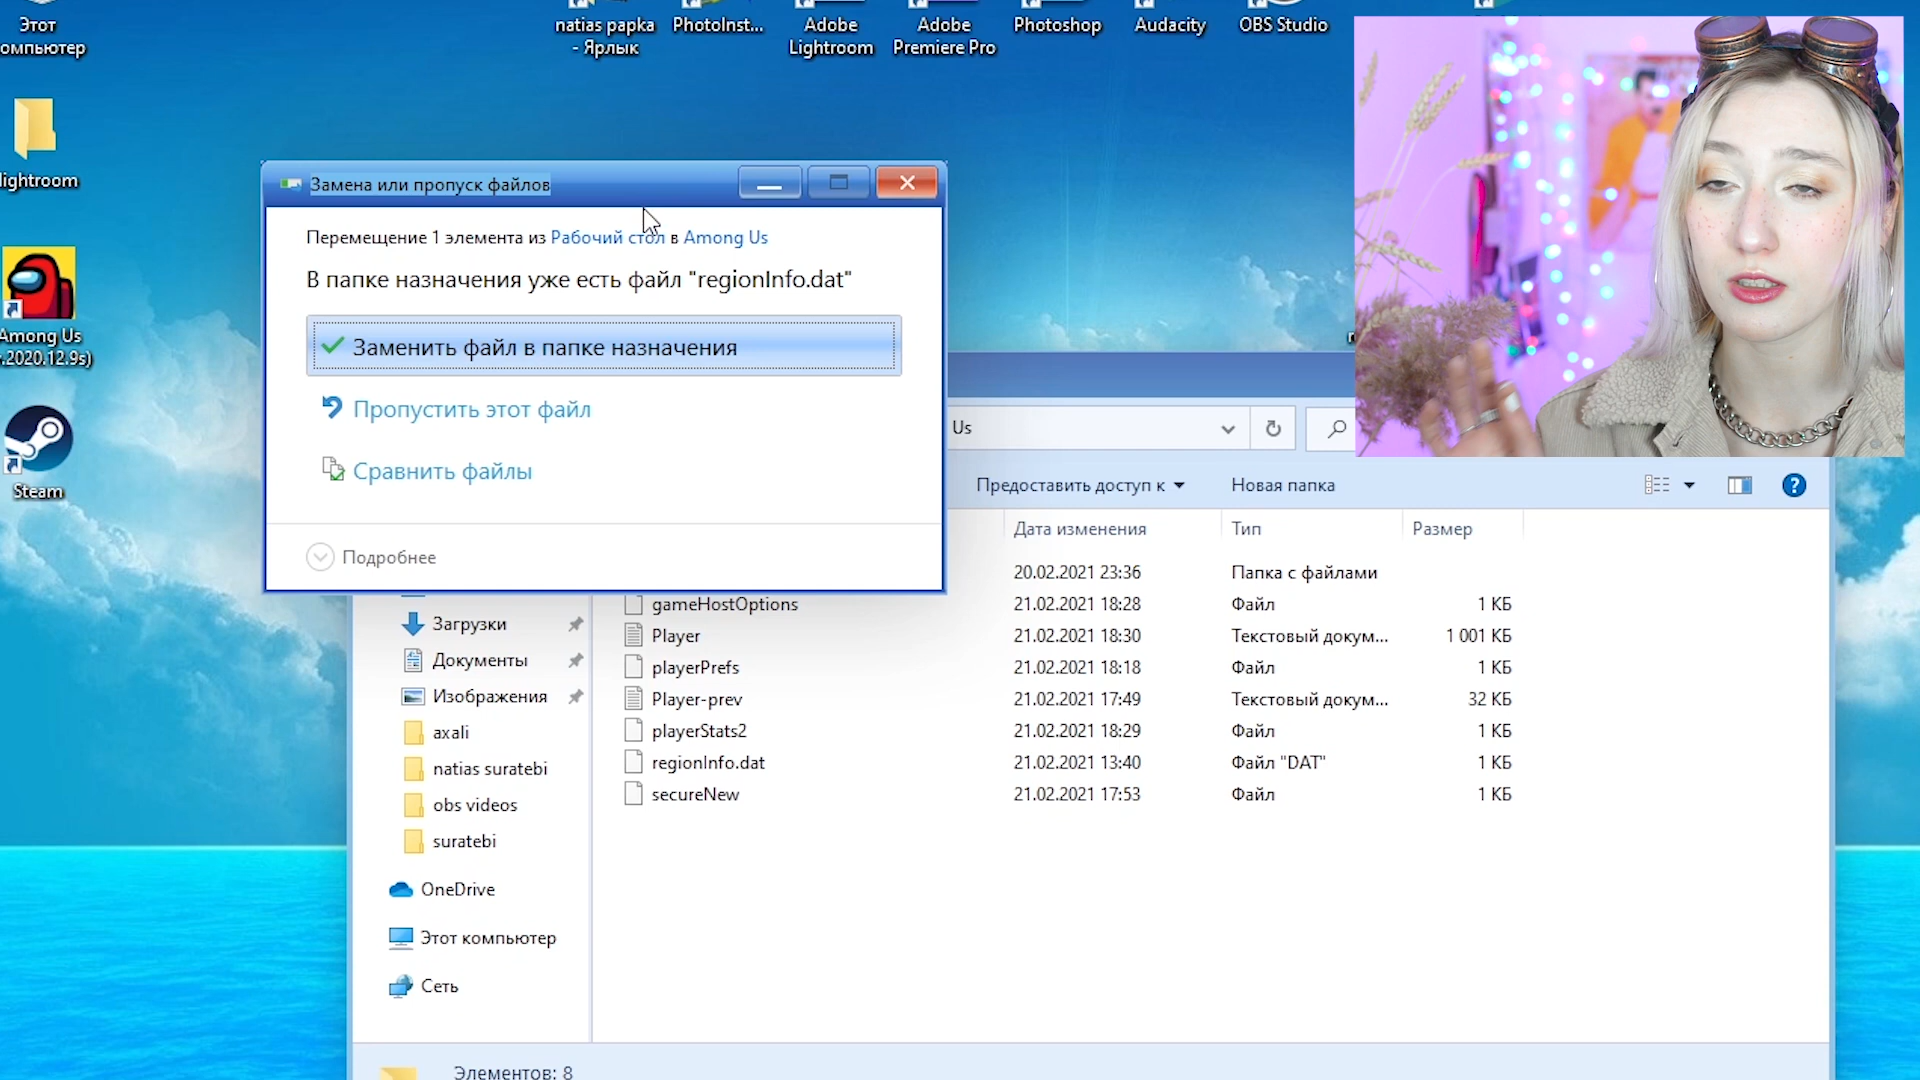 Этот
омпьютер
natias papka
- Ярлык
PhotoInst...
Adobe
Lightroom
Adobe
Premiere Pro
Photoshop
Audacity
OBS Studio
ightroom
Among Us
.2020.12.9s)
Steam
Замена или пропуск файлов
Перемещение 1 элемента из Рабочий стол в Among Us
В папке назначения уже есть файл "regionInfo.dat"
Заменить файл в папке назначения
Пропустить этот файл
Сравнить файлы
Подробнее
Us
Предоставить доступ к
Новая папка
Дата изменения Тип Размер
20.02.2021 23:36 Папка с файлами
gameHostOptions 21.02.2021 18:28 Файл 1 КБ
Player 21.02.2021 18:30 Текстовый докум... 1 001 КБ
playerPrefs 21.02.2021 18:18 Файл 1 КБ
Player-prev 21.02.2021 17:49 Текстовый докум... 32 КБ
playerStats2 21.02.2021 18:29 Файл 1 КБ
regionInfo.dat 21.02.2021 13:40 Файл "DAT" 1 КБ
secureNew 21.02.2021 17:53 Файл 1 КБ
Загрузки
Документы
Изображения
axali
natias suratebi
obs videos
suratebi
OneDrive
Этот компьютер
Сеть
Элементов: 8